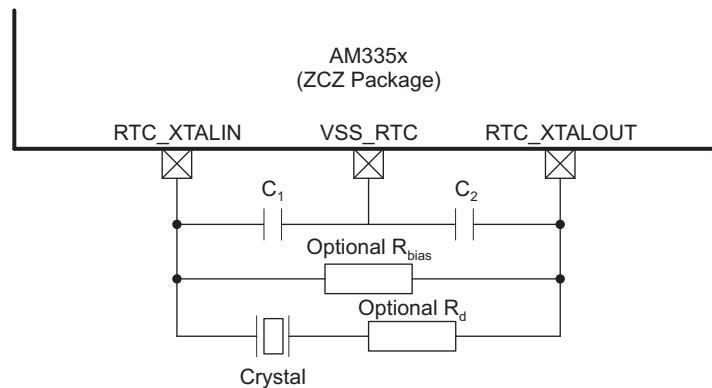 AM335x
(ZCZ Package)
RTC_XTALIN VSS_RTC RTC_XTALOUT
C1 C2
Optional Rbias
Optional Rd
Crystal